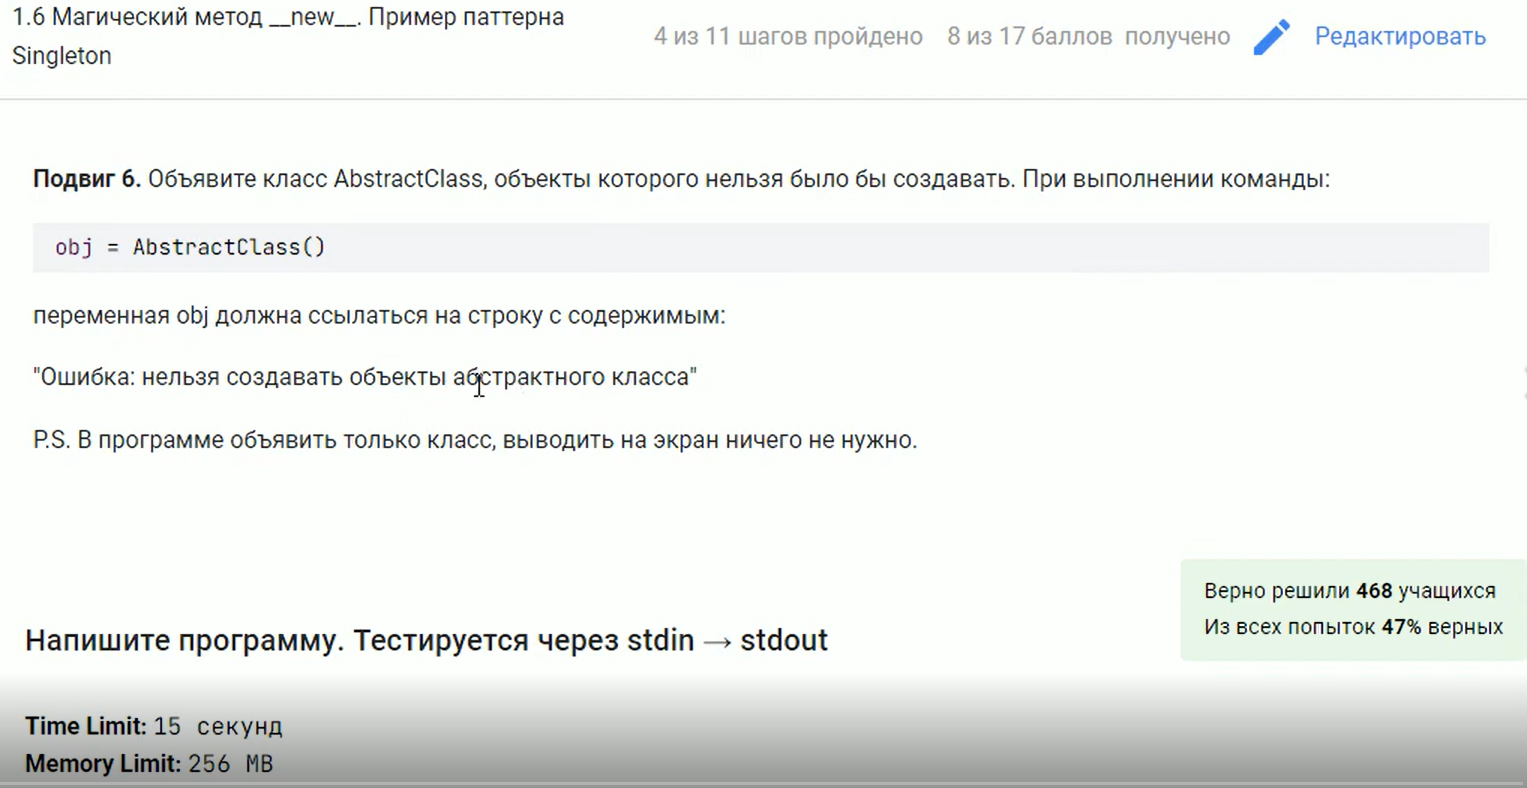 1.6 Магический метод __new__. Пример паттерна
Singleton
4 из 11 шагов пройдено 8 из 17 баллов получено Редактировать
Подвиг 6. Объявите класс AbstractClass, объекты которого нельзя было бы создавать. При выполнении команды:
obj = AbstractClass()
переменная obj должна ссылаться на строку с содержимым:
"Ошибка: нельзя создавать объекты абстрактного класса"
P.S. В программе объявить только класс, выводить на экран ничего не нужно.
Верно решили 468 учащихся
Из всех попыток 47% верных
Напишите программу. Тестируется через stdin → stdout
Time Limit: 15 секунд
Memory Limit: 256 MB